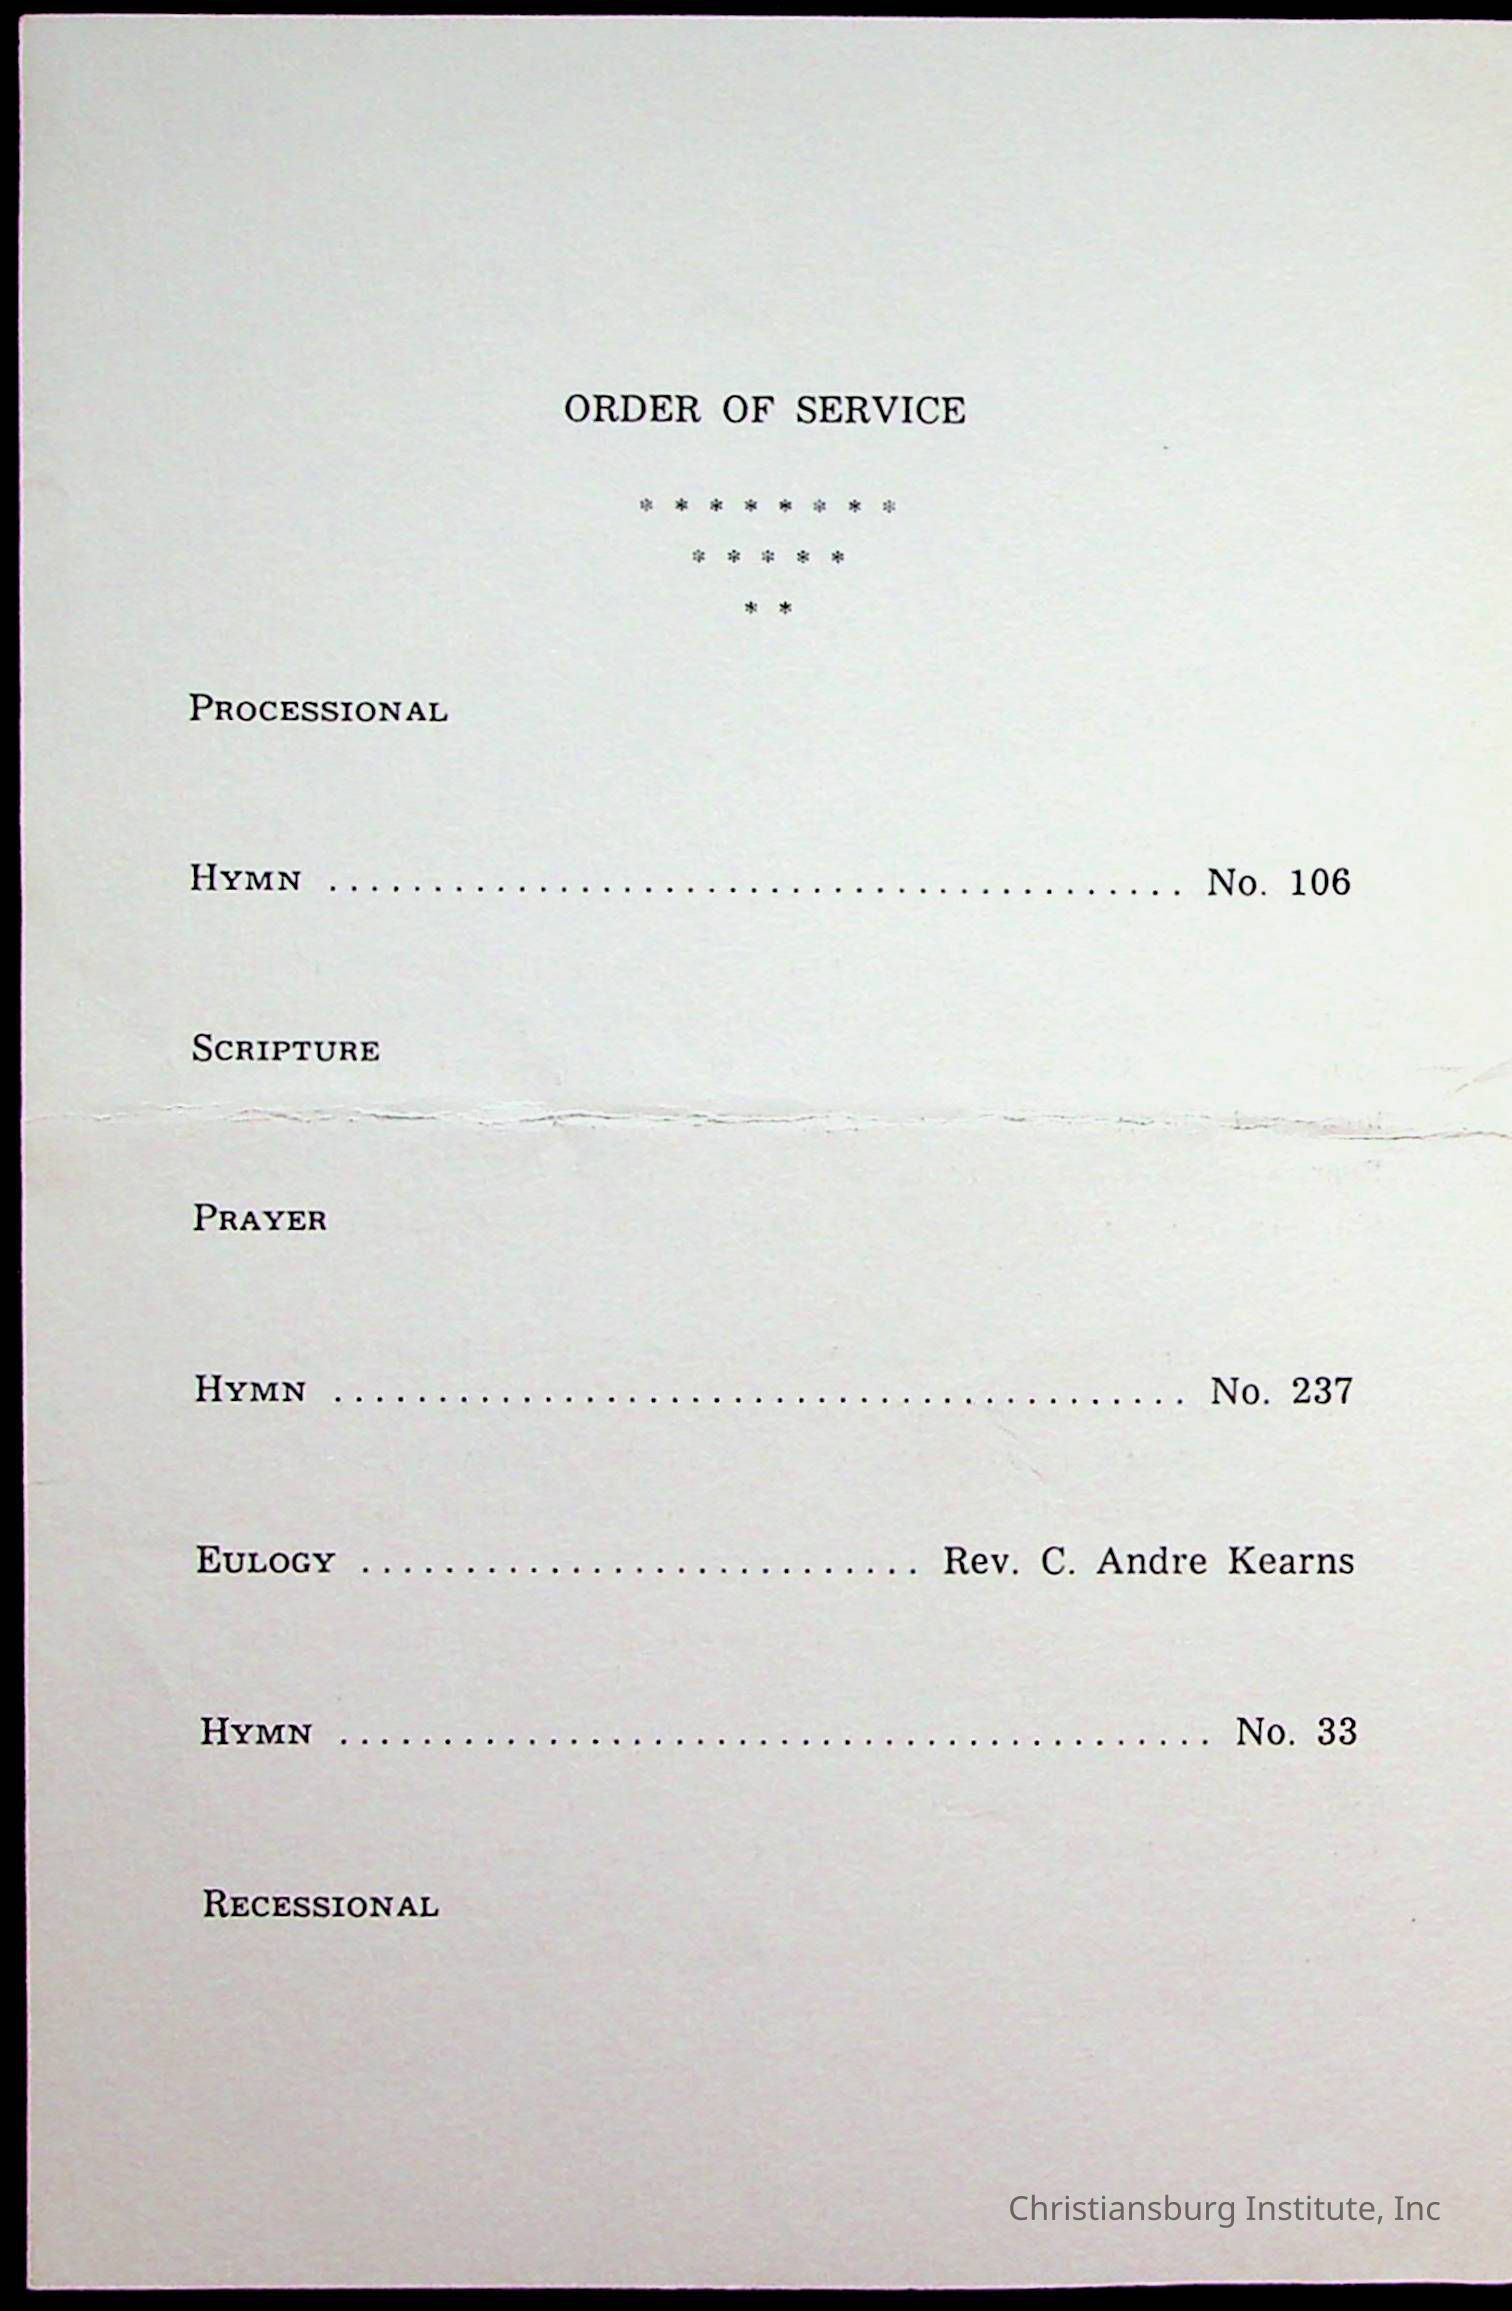 ORDER OF SERVICE
* * * * * * * *
* * * * *
* *
PROCESSIONAL
HYMN ......................................... No. 106
SCRIPTURE
PRAYER
HYMN ......................................... No. 237
EULOGY ........................... Rev. C. Andre Kearns
HYMN .......................................... No. 33
RECESSIONAL
Christiansburg Institute, Inc